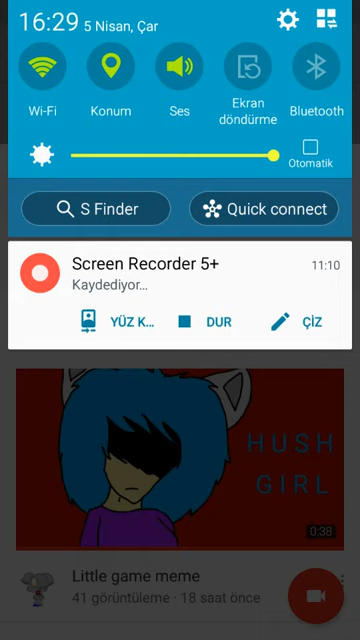 16:29 5 Nisan, Çar
Wi-Fi
Konum
Ses
Ekran
döndürme
Bluetooth
Otomatik
S Finder
Quick connect
Screen Recorder 5+
11:10
Kaydediyor...
YÜZ K...
DUR
ÇİZ
HUSH
GIRL
0:38
Little game meme
41 görüntüleme · 18 saat önce